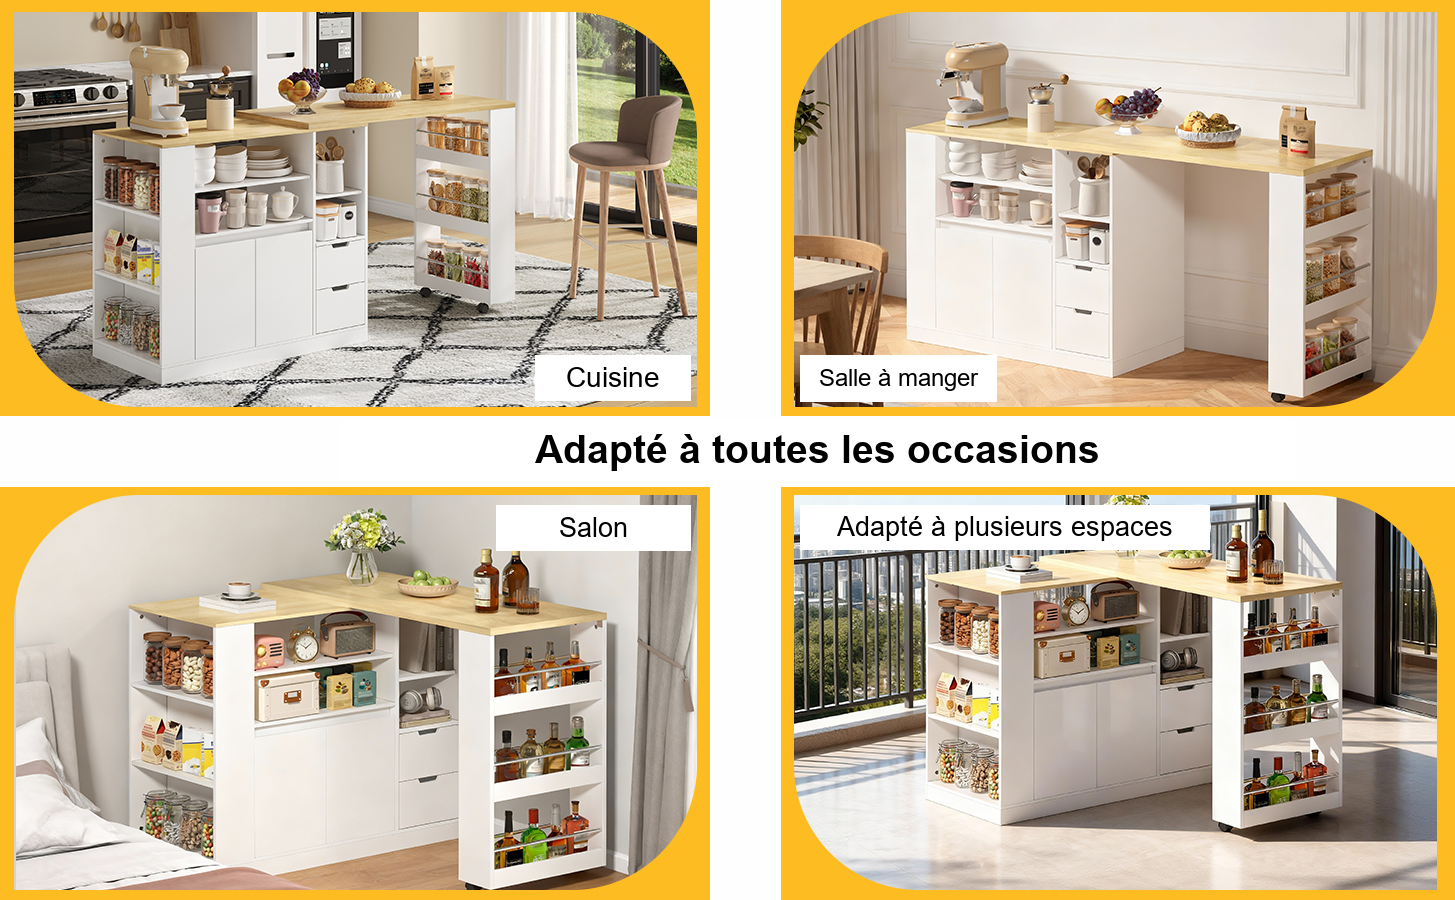 Cuisine
Salle à manger
Adapté à toutes les occasions
Salon
Adapté à plusieurs espaces